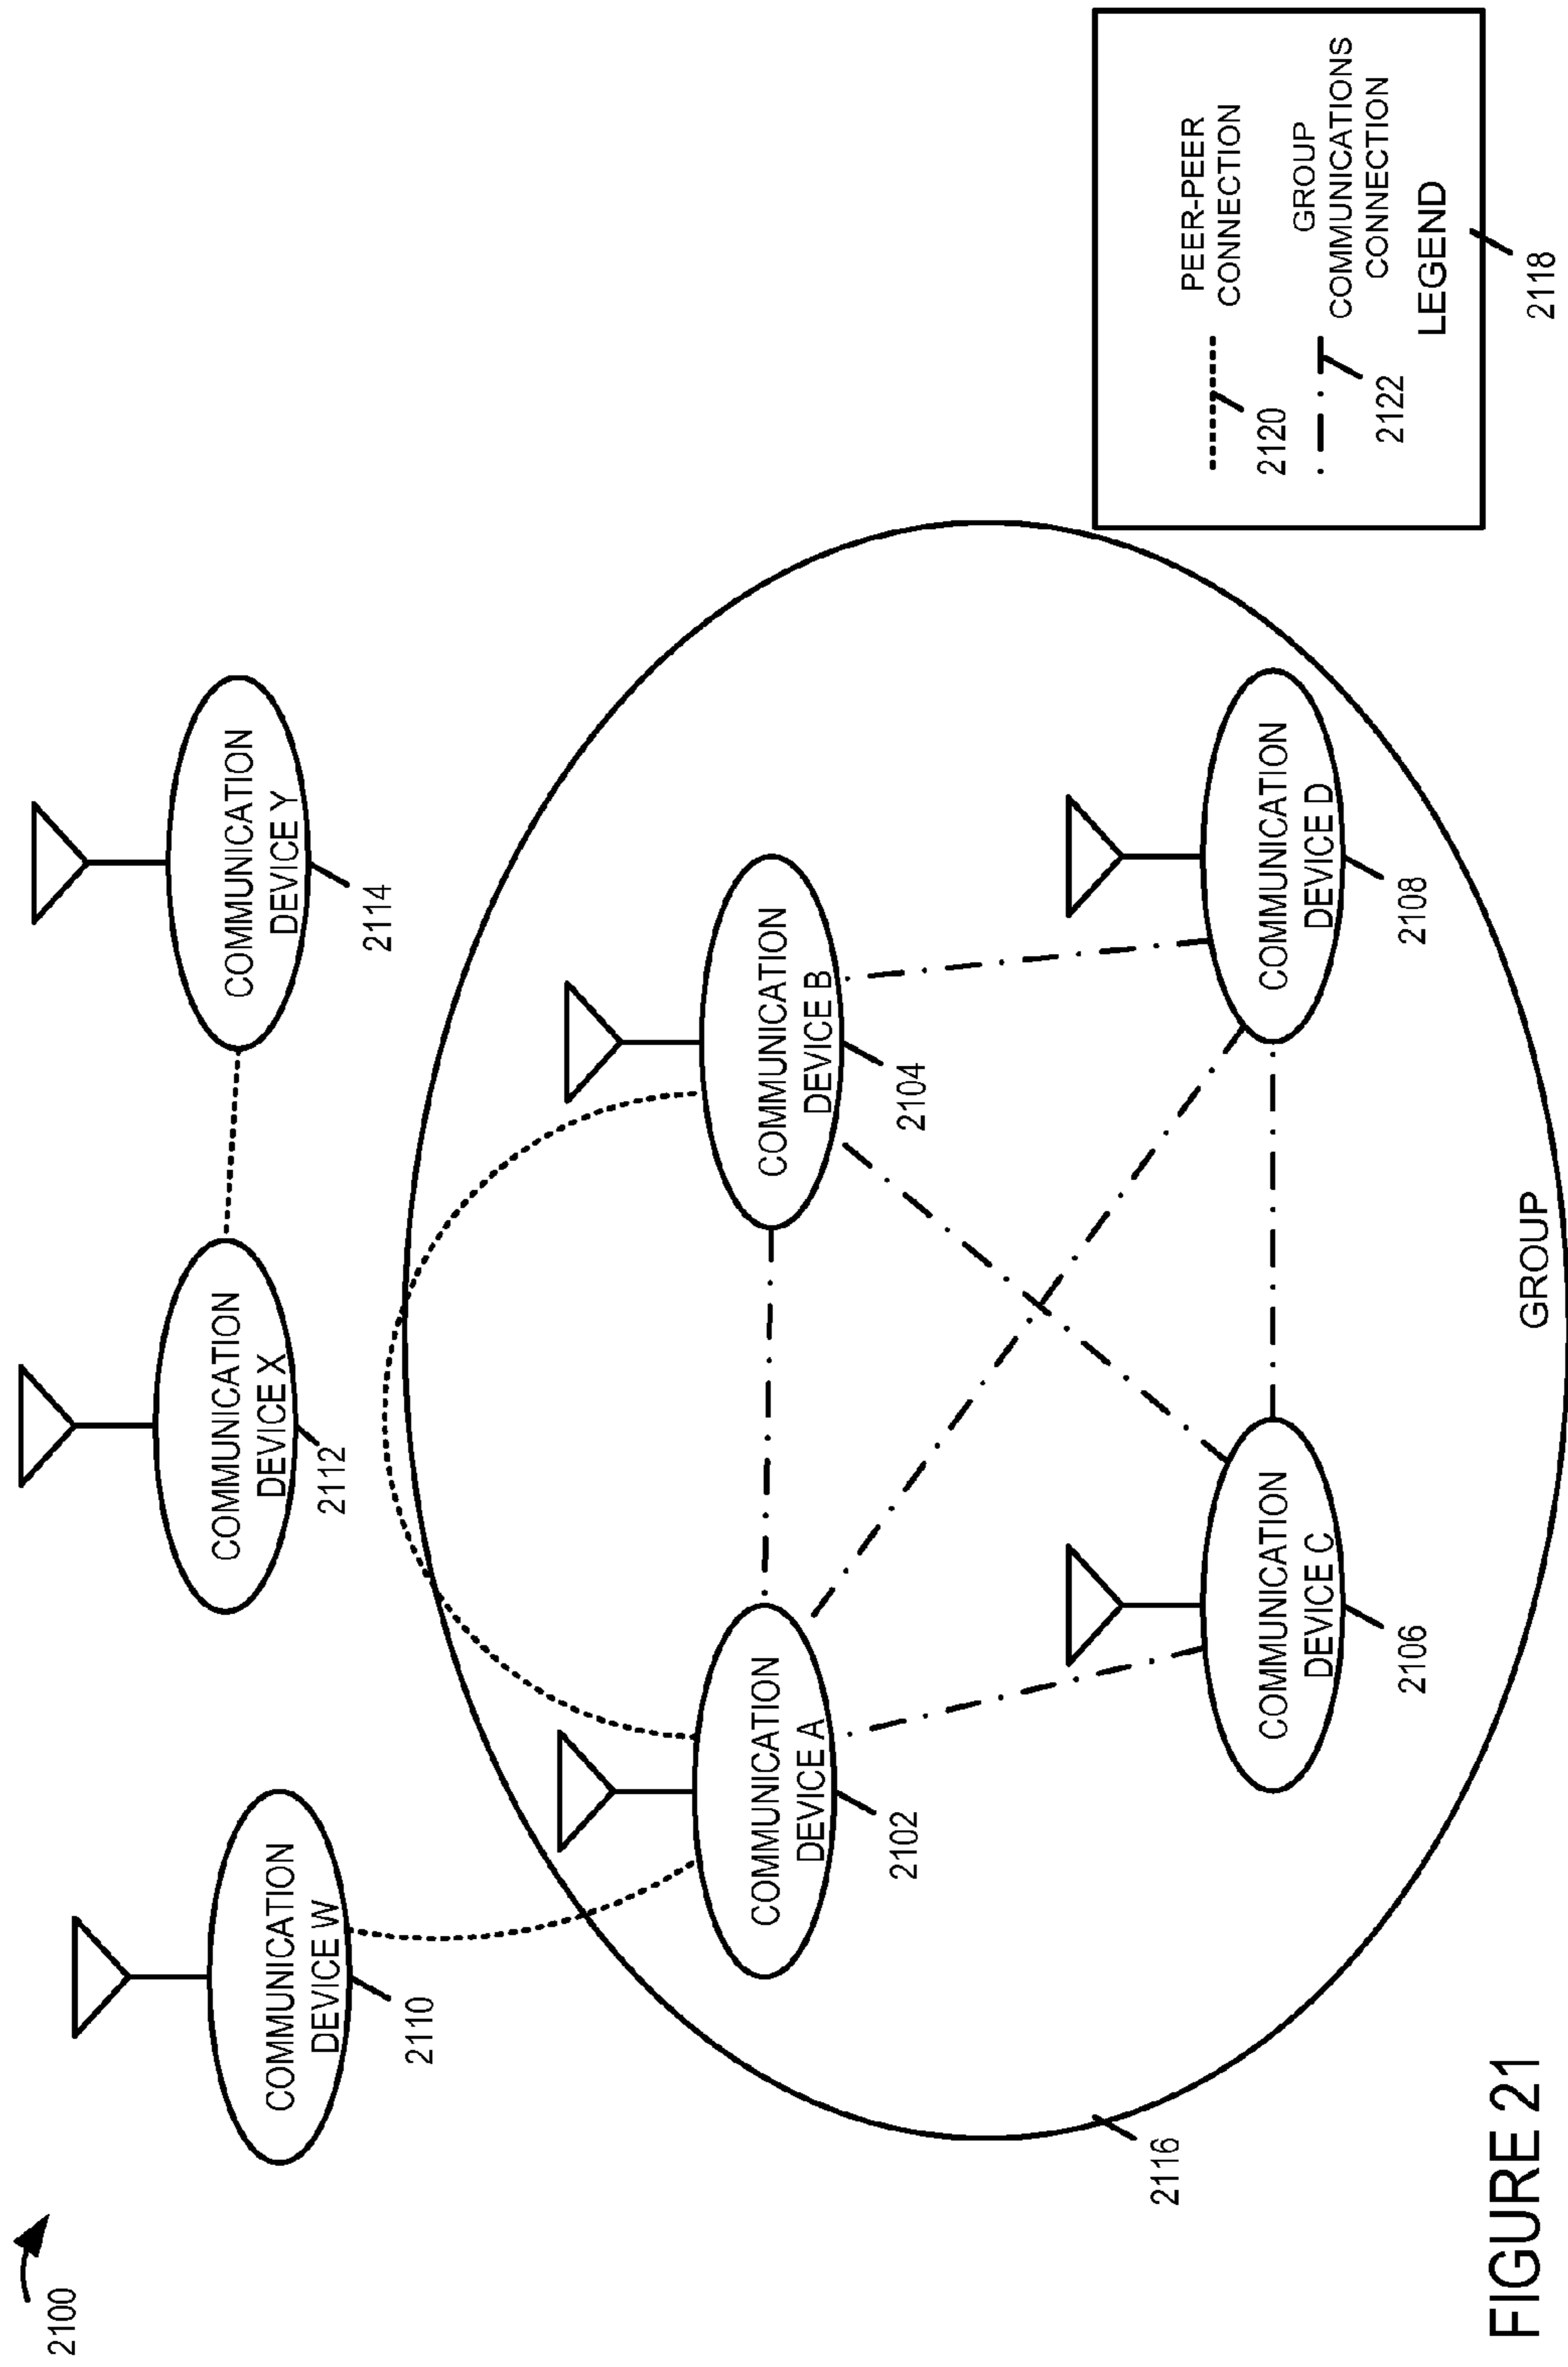 2100
COMMUNICATION
DEVICE W
2110
COMMUNICATION
DEVICE X
2112
COMMUNICATION
DEVICE Y
2114
COMMUNICATION
DEVICE A
2102
COMMUNICATION
DEVICE B
2104
COMMUNICATION
DEVICE C
2106
COMMUNICATION
DEVICE D
2108
2116
GROUP
PEER-PEER
CONNECTION
2120
GROUP
COMMUNICATIONS
CONNECTION
2122
LEGEND
2118
FIGURE 21